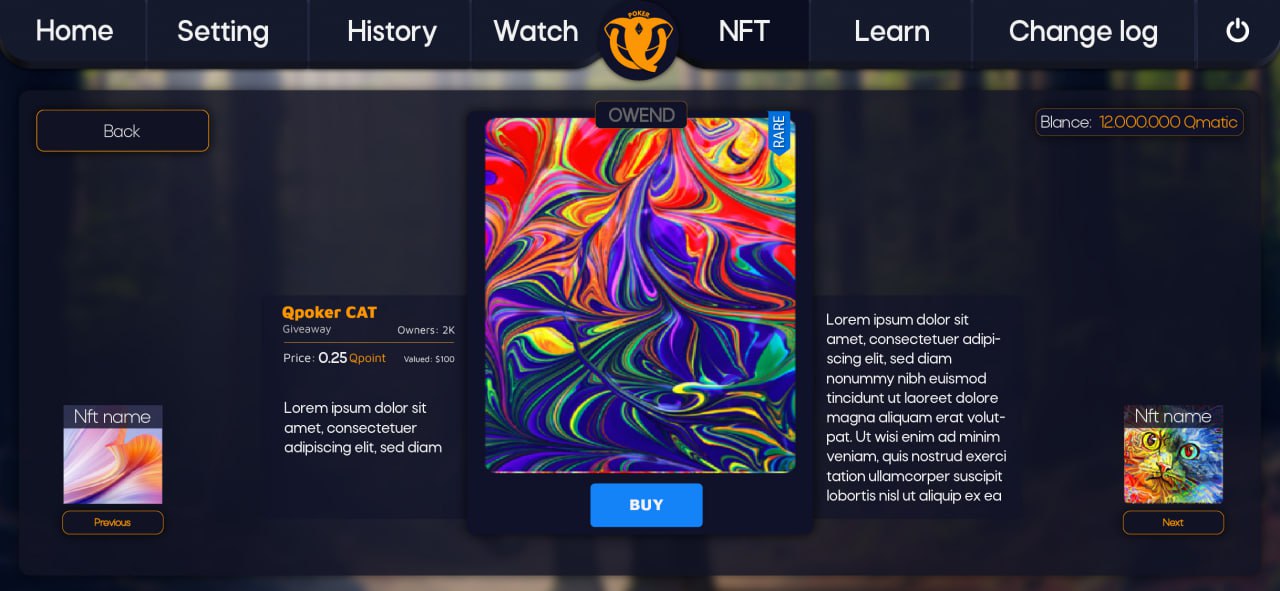 Home
Setting
History
Watch
POKER
NFT
Learn
Change log
Back
OWEND
RARE
Blance: 12.000.000 Qmatic
Qpoker CAT
Giveaway
Owners: 2K
Price: 0.25 Qpoint
Valued: $100
Lorem ipsum dolor sit
amet, consectetuer
adipiscing elit, sed diam
Lorem ipsum dolor sit
amet, consectetuer adipi-
scing elit, sed diam
nonummy nibh euismod
tincidunt ut laoreet dolore
magna aliquam erat volut-
pat. Ut wisi enim ad minim
veniam, quis nostrud exerci
tation ullamcorper suscipit
lobortis nisl ut aliquip ex ea
Nft name
Previous
BUY
Nft name
Next